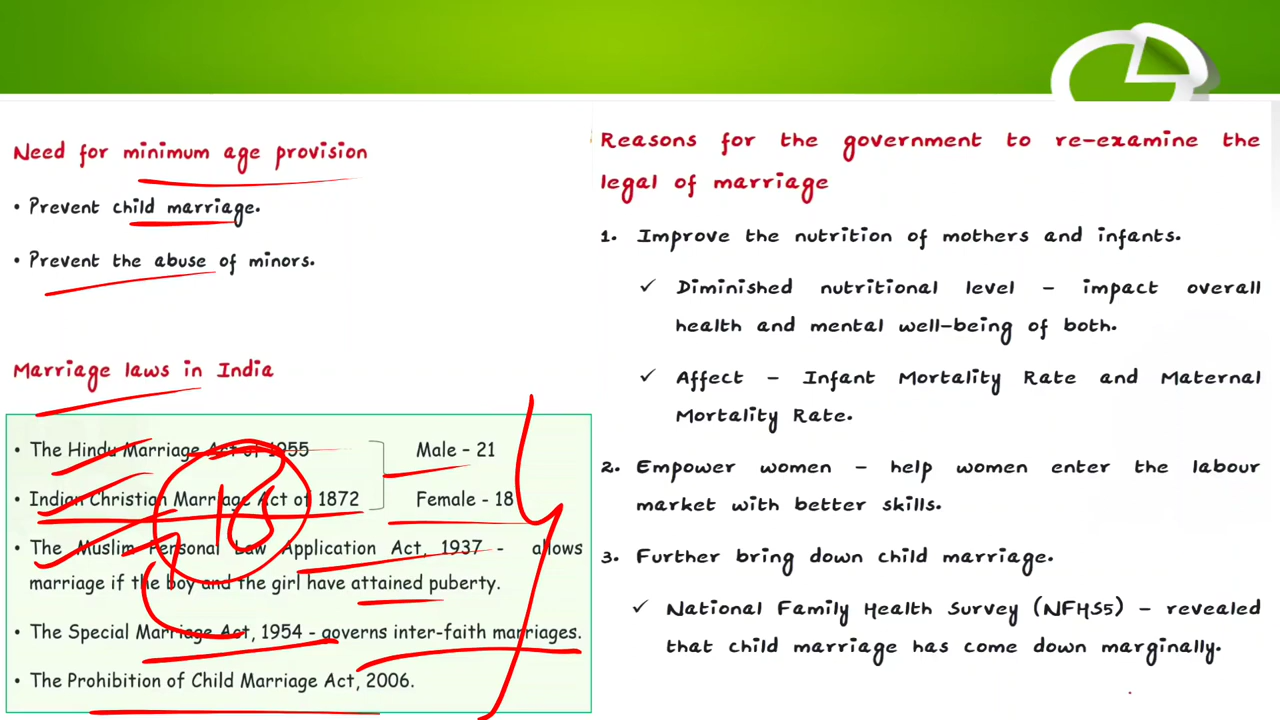 Need for minimum age provision
• Prevent child marriage.
• Prevent the abuse of minors.
Marriage laws in India
• The Hindu Marriage Act of 1955
Male - 21
• Indian Christian Marriage Act of 1872
Female - 18
• The Muslim Personal Law Application Act, 1937 - allows
marriage if the boy and the girl have attained puberty.
• The Special Marriage Act, 1954 - governs inter-faith marriages.
• The Prohibition of Child Marriage Act, 2006.
18
Reasons for the government to re-examine the
legal of marriage
1. Improve the nutrition of mothers and infants.
✓ Diminished nutritional level – impact overall
health and mental well-being of both.
✓ Affect – Infant Mortality Rate and Maternal
Mortality Rate.
2. Empower women – help women enter the labour
market with better skills.
3. Further bring down child marriage.
✓ National Family Health Survey (NFHS5) – revealed
that child marriage has come down marginally.